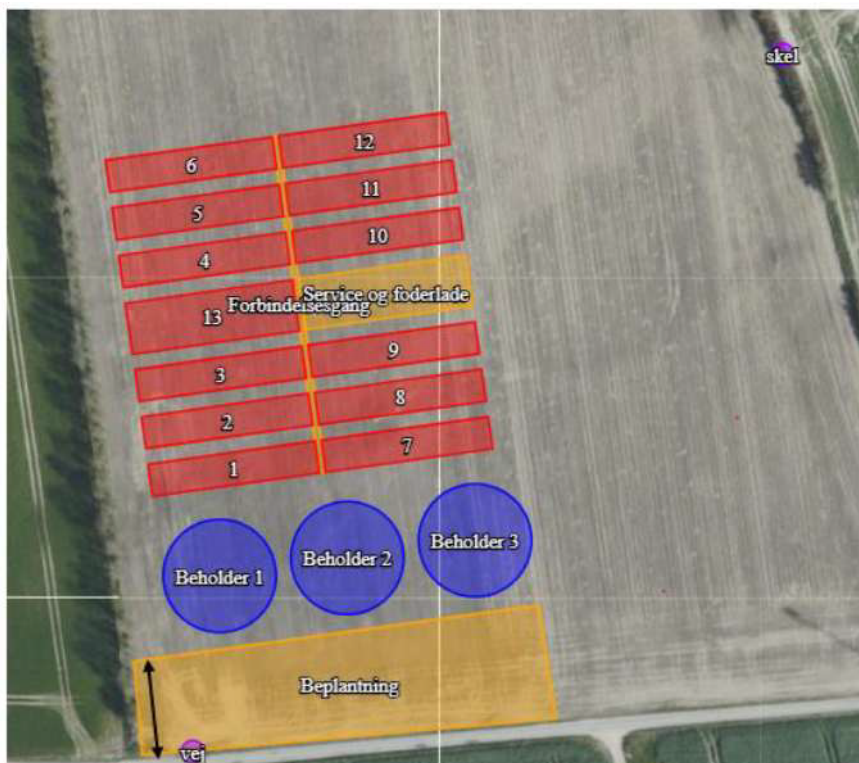 skel
12
6
11
5
10
4
Service og foderlade
Forbindelsesgang
13
9
3
8
2
7
1
Beholder 3
Beholder 2
Beholder 1
Beplantning
vej